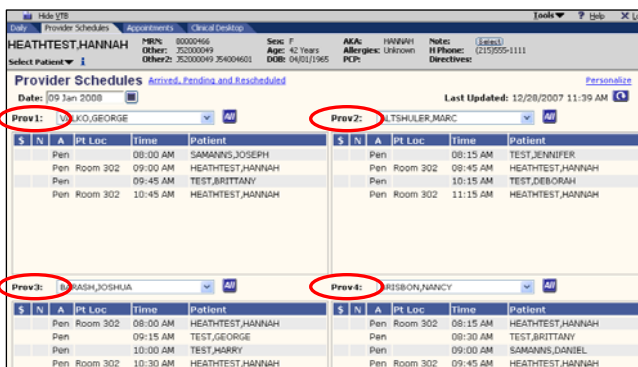 Hide VTB Tools ? Help
Daily Provider Schedules Appointments Clinical Desktop
HEATHTEST,HANNAH MRN: 80000466 Sex: F AKA: HANNAH Note: (Select)
Other: JS2000049 Age: 42 Years Allergies: Unknown H Phone: (215)555-1111
Select Patient i Other2: JS2000049 JS4004601 DOB: 04/01/1965 PCP: Directives:
Provider Schedules Arrived, Pending and Rescheduled Personalize
Date: 09 Jan 2008 Last Updated: 12/28/2007 11:39 AM
Prov1: VALKO,GEORGE All Prov2: ALTSHULER,MARC All
$ N A Pt Loc Time Patient $ N A Pt Loc Time Patient
Pen 08:00 AM SAMANNS,JOSEPH Pen 08:15 AM TEST,JENNIFER
Pen Room 302 09:00 AM HEATHTEST,HANNAH Pen Room 302 08:45 AM HEATHTEST,HANNAH
Pen 09:45 AM TEST,BRITTANY Pen 10:15 AM TEST,DEBORAH
Pen Room 302 10:45 AM HEATHTEST,HANNAH Pen Room 302 11:15 AM HEATHTEST,HANNAH
Prov3: BARASH,JOSHUA All Prov4: BRISBON,NANCY All
$ N A Pt Loc Time Patient $ N A Pt Loc Time Patient
Pen Room 302 08:00 AM HEATHTEST,HANNAH Pen Room 302 08:15 AM HEATHTEST,HANNAH
Pen 09:15 AM TEST,GEORGE Pen 08:30 AM TEST,BRITTANY
Pen 10:00 AM TEST,HARRY Pen 09:00 AM SAMANNS,DANIEL
Pen Room 302 10:30 AM HEATHTEST,HANNAH Pen Room 302 09:45 AM HEATHTEST,HANNAH